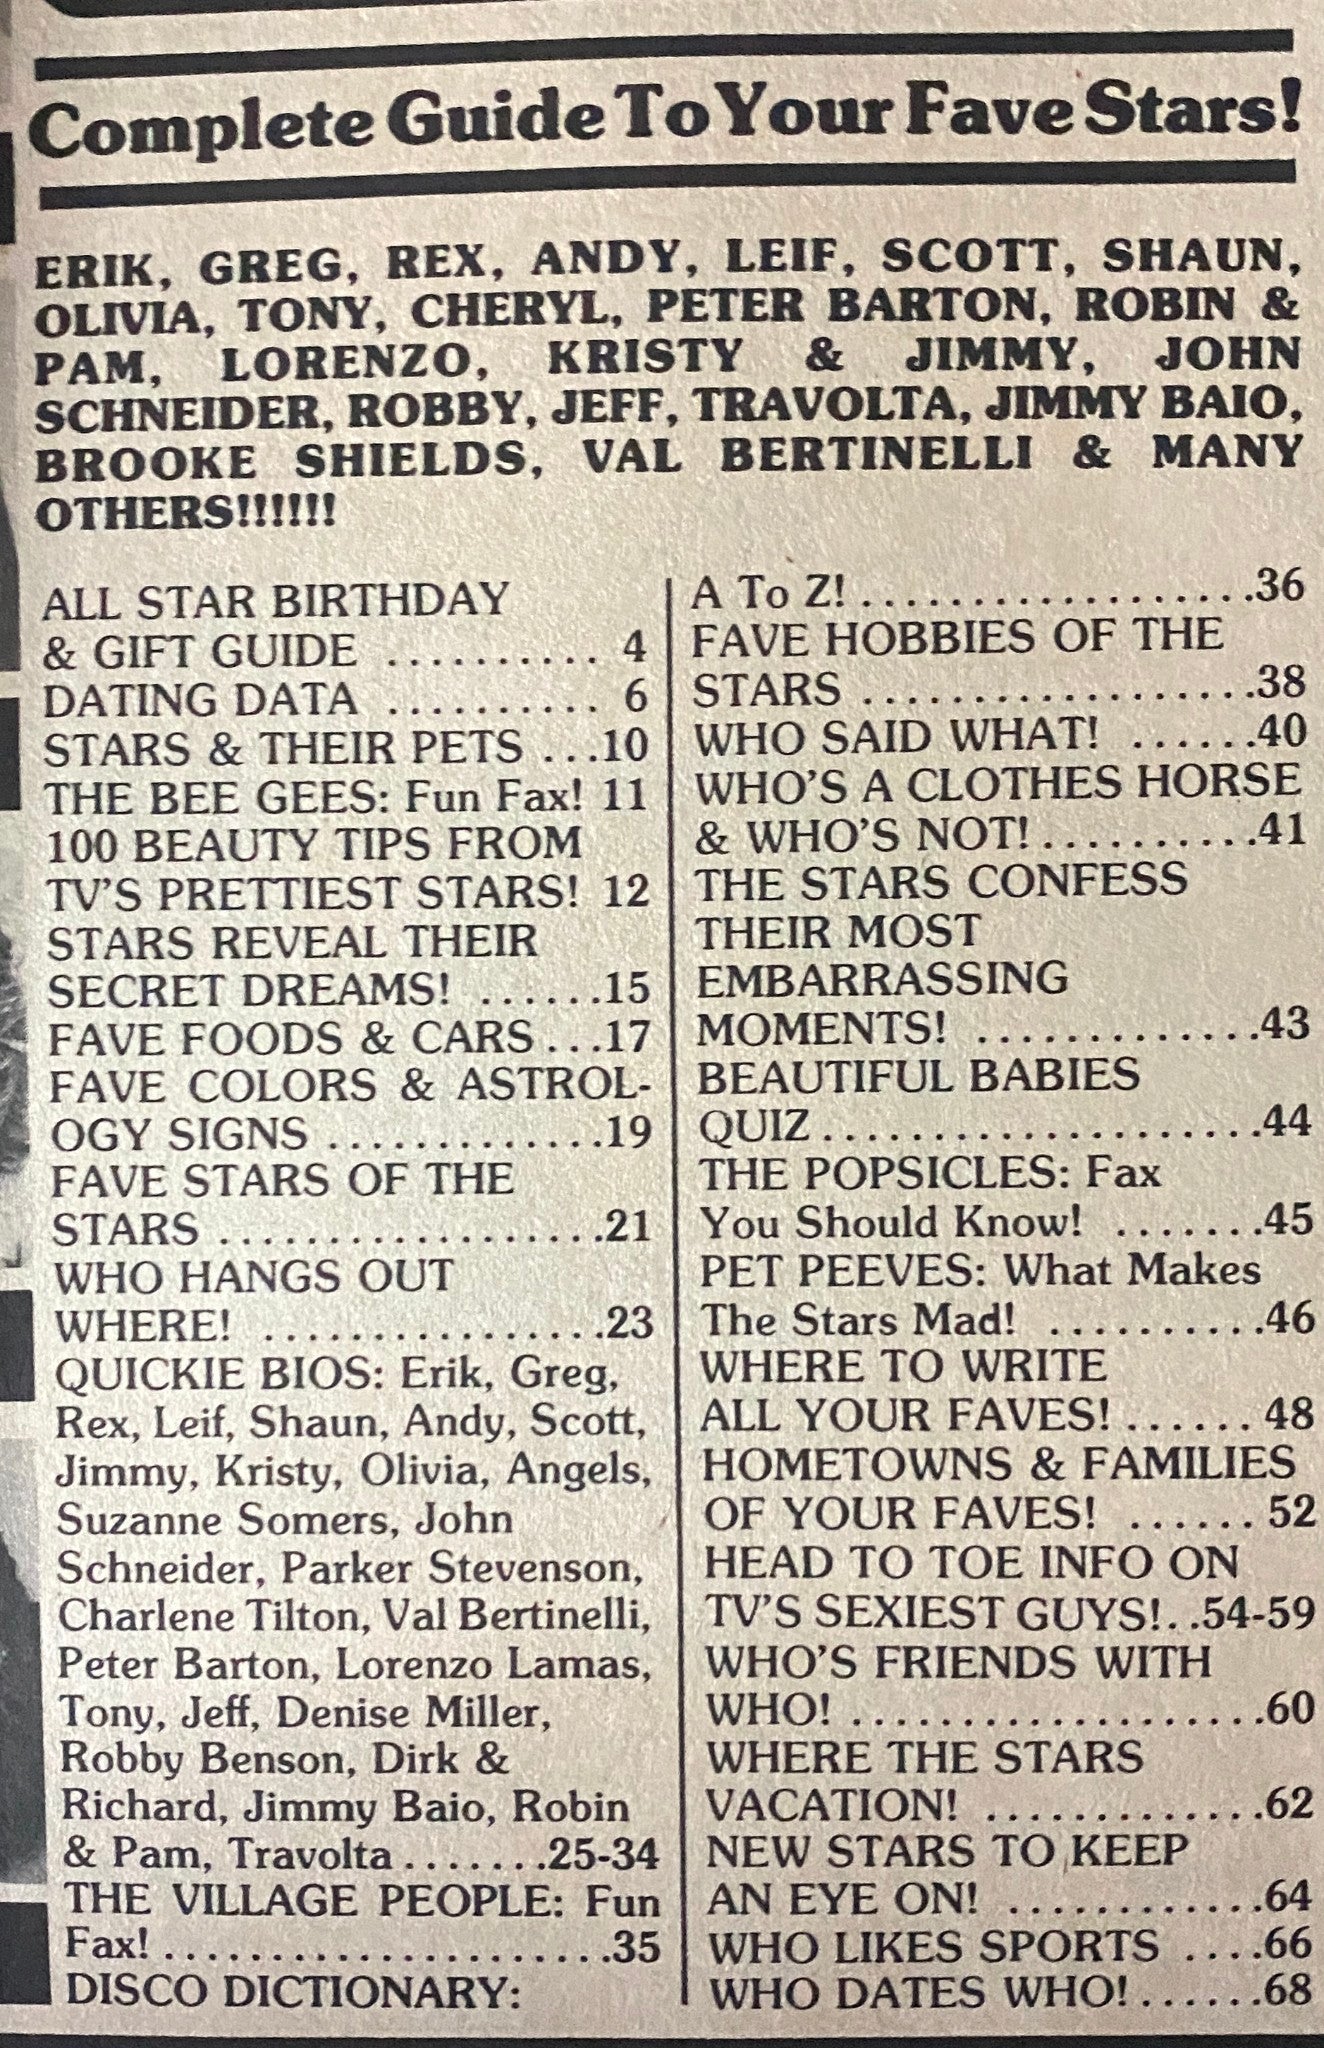 Complete Guide To Your Fave Stars!
ERIK, GREG, REX, ANDY, LEIF, SCOTT, SHAUN,
OLIVIA, TONY, CHERYL, PETER BARTON, ROBIN &
PAM, LORENZO, KRISTY & JIMMY, JOHN
SCHNEIDER, ROBBY, JEFF, TRAVOLTA, JIMMY BAIO,
BROOKE SHIELDS, VAL BERTINELLI & MANY
OTHERS!!!!!!
ALL STAR BIRTHDAY
& GIFT GUIDE .......... 4
DATING DATA .......... 6
STARS & THEIR PETS ...10
THE BEE GEES: Fun Fax! 11
100 BEAUTY TIPS FROM
TV'S PRETTIEST STARS! 12
STARS REVEAL THEIR
SECRET DREAMS! ......15
FAVE FOODS & CARS ...17
FAVE COLORS & ASTROL-
OGY SIGNS .............19
FAVE STARS OF THE
STARS ..................21
WHO HANGS OUT
WHERE! ................23
QUICKIE BIOS: Erik, Greg,
Rex, Leif, Shaun, Andy, Scott,
Jimmy, Kristy, Olivia, Angels,
Suzanne Somers, John
Schneider, Parker Stevenson,
Charlene Tilton, Val Bertinelli,
Peter Barton, Lorenzo Lamas,
Tony, Jeff, Denise Miller,
Robby Benson, Dirk &
Richard, Jimmy Baio, Robin
& Pam, Travolta .......25-34
THE VILLAGE PEOPLE: Fun
Fax! .....................35
DISCO DICTIONARY:
A To Z! ..................36
FAVE HOBBIES OF THE
STARS ..................38
WHO SAID WHAT! ......40
WHO'S A CLOTHES HORSE
& WHO'S NOT!..........41
THE STARS CONFESS
THEIR MOST
EMBARRASSING
MOMENTS! .............43
BEAUTIFUL BABIES
QUIZ.....................44
THE POPSICLES: Fax
You Should Know! .......45
PET PEEVES: What Makes
The Stars Mad! ..........46
WHERE TO WRITE
ALL YOUR FAVES! ...... 48
HOMETOWNS & FAMILIES
OF YOUR FAVES! ...... 52
HEAD TO TOE INFO ON
TV'S SEXIEST GUYS!..54-59
WHO'S FRIENDS WITH
WHO! ....................60
WHERE THE STARS
VACATION! .............62
NEW STARS TO KEEP
AN EYE ON! ............64
WHO LIKES SPORTS ....66
WHO DATES WHO!......68